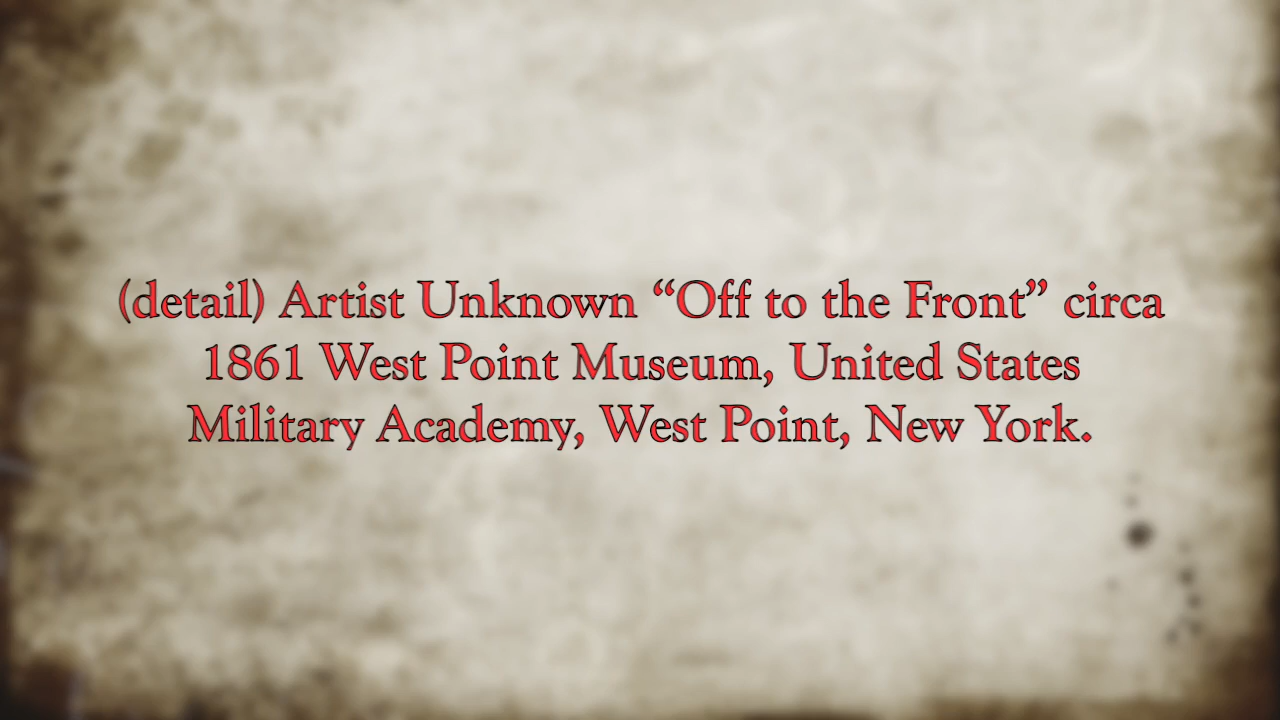 (detail) Artist Unknown “Off to the Front” circa
1861 West Point Museum, United States
Military Academy, West Point, New York.